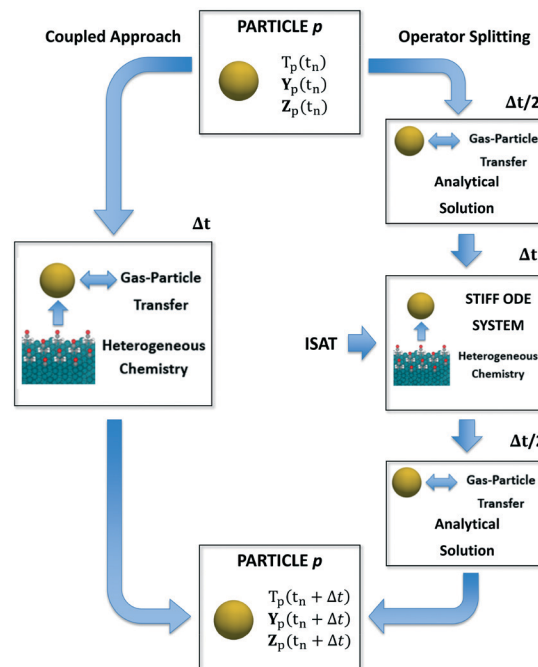 Coupled Approach
PARTICLE p
Operator Splitting
Tₚ(tₙ)
Yₚ(tₙ)
Zₚ(tₙ)
Δt/2
Gas-Particle
Transfer
Analytical
Solution
Δt
Gas-Particle
Transfer
Heterogeneous
Chemistry
Δt
STIFF ODE
SYSTEM
ISAT
Heterogeneous
Chemistry
Δt/2
Gas-Particle
Transfer
Analytical
Solution
PARTICLE p
Tₚ(tₙ + Δt)
Yₚ(tₙ + Δt)
Zₚ(tₙ + Δt)